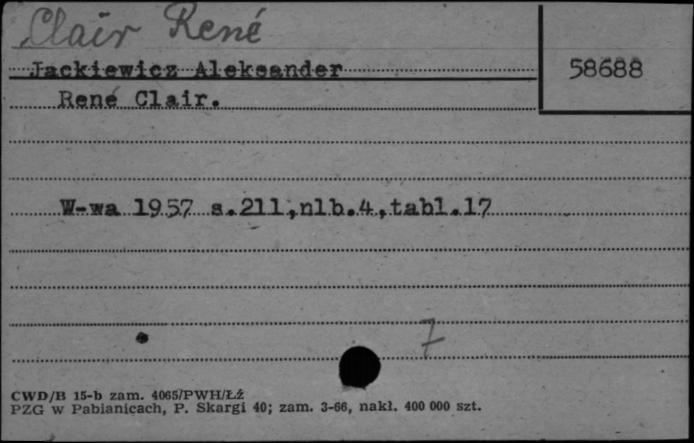 Clair René
Jackiewicz Aleksander
58688
René Clair.
W-wa 1957 s.211,nlb.4,tabl.17
7
CWD/B 15-b zam. 4065/PWH/Łź
PZG w Pabianicach, P. Skargi 40; zam. 3-66, nakł. 400 000 szt.